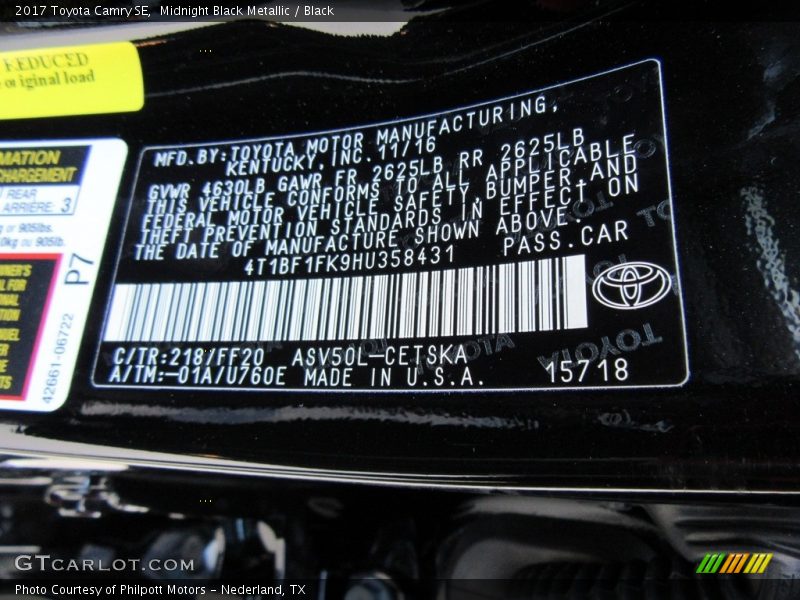 2017 Toyota Camry SE, Midnight Black Metallic / Black
REDUCED
original load
MFD.BY:TOYOTA MOTOR MANUFACTURING,
KENTUCKY, INC. 11/16
GVWR 4630LB GAWR FR 2625LB RR 2625LB
THIS VEHICLE CONFORMS TO ALL APPLICABLE
FEDERAL MOTOR VEHICLE SAFETY, BUMPER, AND
THEFT PREVENTION STANDARDS IN EFFECT ON
THE DATE OF MANUFACTURE SHOWN ABOVE.
4T1BF1FK9HU358431 PASS.CAR
TOYOTA
C/TR:218/FF20 ASV50L-CETSKA
A/TM:-01A/U760E MADE IN U.S.A. 15718
MATION
CHARGEMENT
REAR
ARRIÈRE: 3
or 905lbs.
0kg ou 905lb.
P7
42661-06722
GTCARLOT.COM
Photo Courtesy of Philpott Motors - Nederland, TX